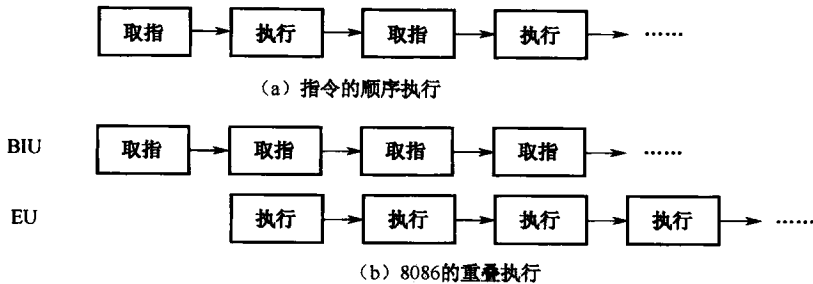 取指 执行 取指 执行 ……
（a）指令的顺序执行
BIU 取指 取指 取指 取指 ……
EU 执行 执行 执行 执行 ……
（b）8086的重叠执行